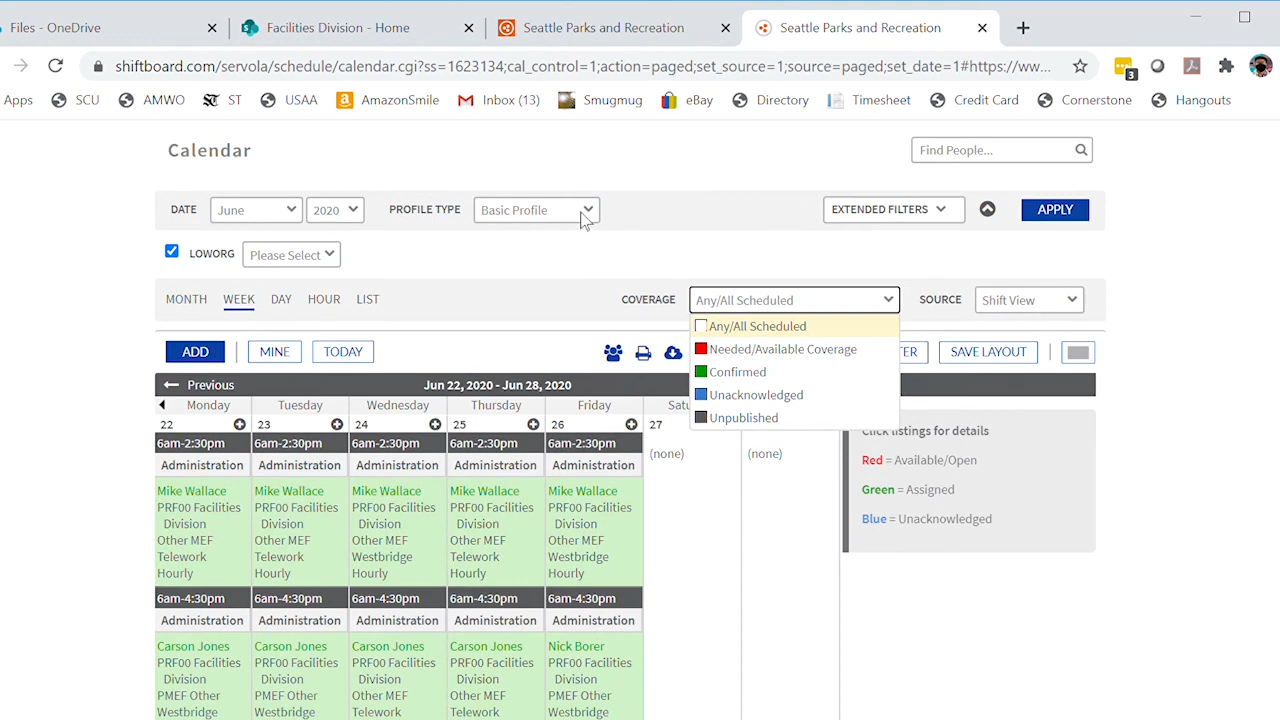 Files - OneDrive
Facilities Division - Home
Seattle Parks and Recreation
Seattle Parks and Recreation
shiftboard.com/servola/schedule/calendar.cgi?ss=1623134;cal_control=1;action=paged;set_source=1;source=paged;set_date=1#https://ww...
3
Apps SCU AMWO ST ST USAA a AmazonSmile Inbox (13) Smugmug eBay Directory Timesheet Credit Card Cornerstone Hangouts
Calendar
Find People...
DATE June 2020 PROFILE TYPE Basic Profile EXTENDED FILTERS APPLY
LOWORG Please Select
MONTH WEEK DAY HOUR LIST COVERAGE Any/All Scheduled SOURCE Shift View
Any/All Scheduled
Needed/Available Coverage
Confirmed
Unacknowledged
Unpublished
ADD MINE TODAY TER SAVE LAYOUT
Previous Jun 22, 2020 - Jun 28, 2020
Monday Tuesday Wednesday Thursday Friday Satu
22 23 24 25 26 27
6am-2:30pm 6am-2:30pm 6am-2:30pm 6am-2:30pm 6am-2:30pm (none) (none)
Administration Administration Administration Administration Administration
Mike Wallace Mike Wallace Mike Wallace Mike Wallace Mike Wallace
PRF00 Facilities PRF00 Facilities PRF00 Facilities PRF00 Facilities PRF00 Facilities
Division Division Division Division Division
Other MEF Other MEF Other MEF Other MEF Other MEF
Telework Telework Westbridge Telework Westbridge
Hourly Hourly Hourly Hourly Hourly
6am-4:30pm 6am-4:30pm 6am-4:30pm 6am-4:30pm 6am-4:30pm
Administration Administration Administration Administration Administration
Carson Jones Carson Jones Carson Jones Carson Jones Nick Borer
PRF00 Facilities PRF00 Facilities PRF00 Facilities PRF00 Facilities PRF00 Facilities
Division Division Division Division Division
PMEF Other PMEF Other Other MEF Other MEF Other MEF
Westbridge Westbridge Telework Telework Westbridge
Click listings for details
Red = Available/Open
Green = Assigned
Blue = Unacknowledged